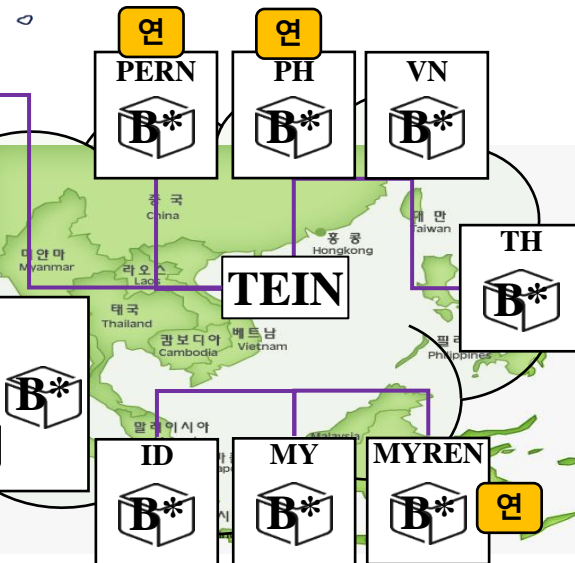 연
연
PERN
PH
VN
B*
B*
B*
중 국
China
대 만
Taiwan
홍 콩
Hongkong
미얀마
Myanmar
라오스
Laos
TEIN
TH
B*
태국
Thailand
베트남
Vietnam
캄보디아
Cambodia
Philippines
B*
말레이시아
Malaysia
ID
MY
MYREN
B*
B*
B*
연